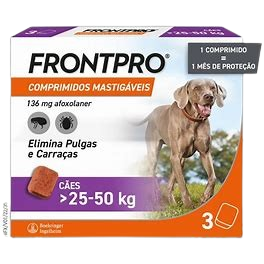 FRONTPRO®
1 COMPRIMIDO
=
1 MÊS DE PROTEÇÃO
COMPRIMIDOS MASTIGÁVEIS
136 mg afoxolaner
Elimina Pulgas
e Carraças
CÃES
>25-50 kg
Boehringer
Ingelheim
3